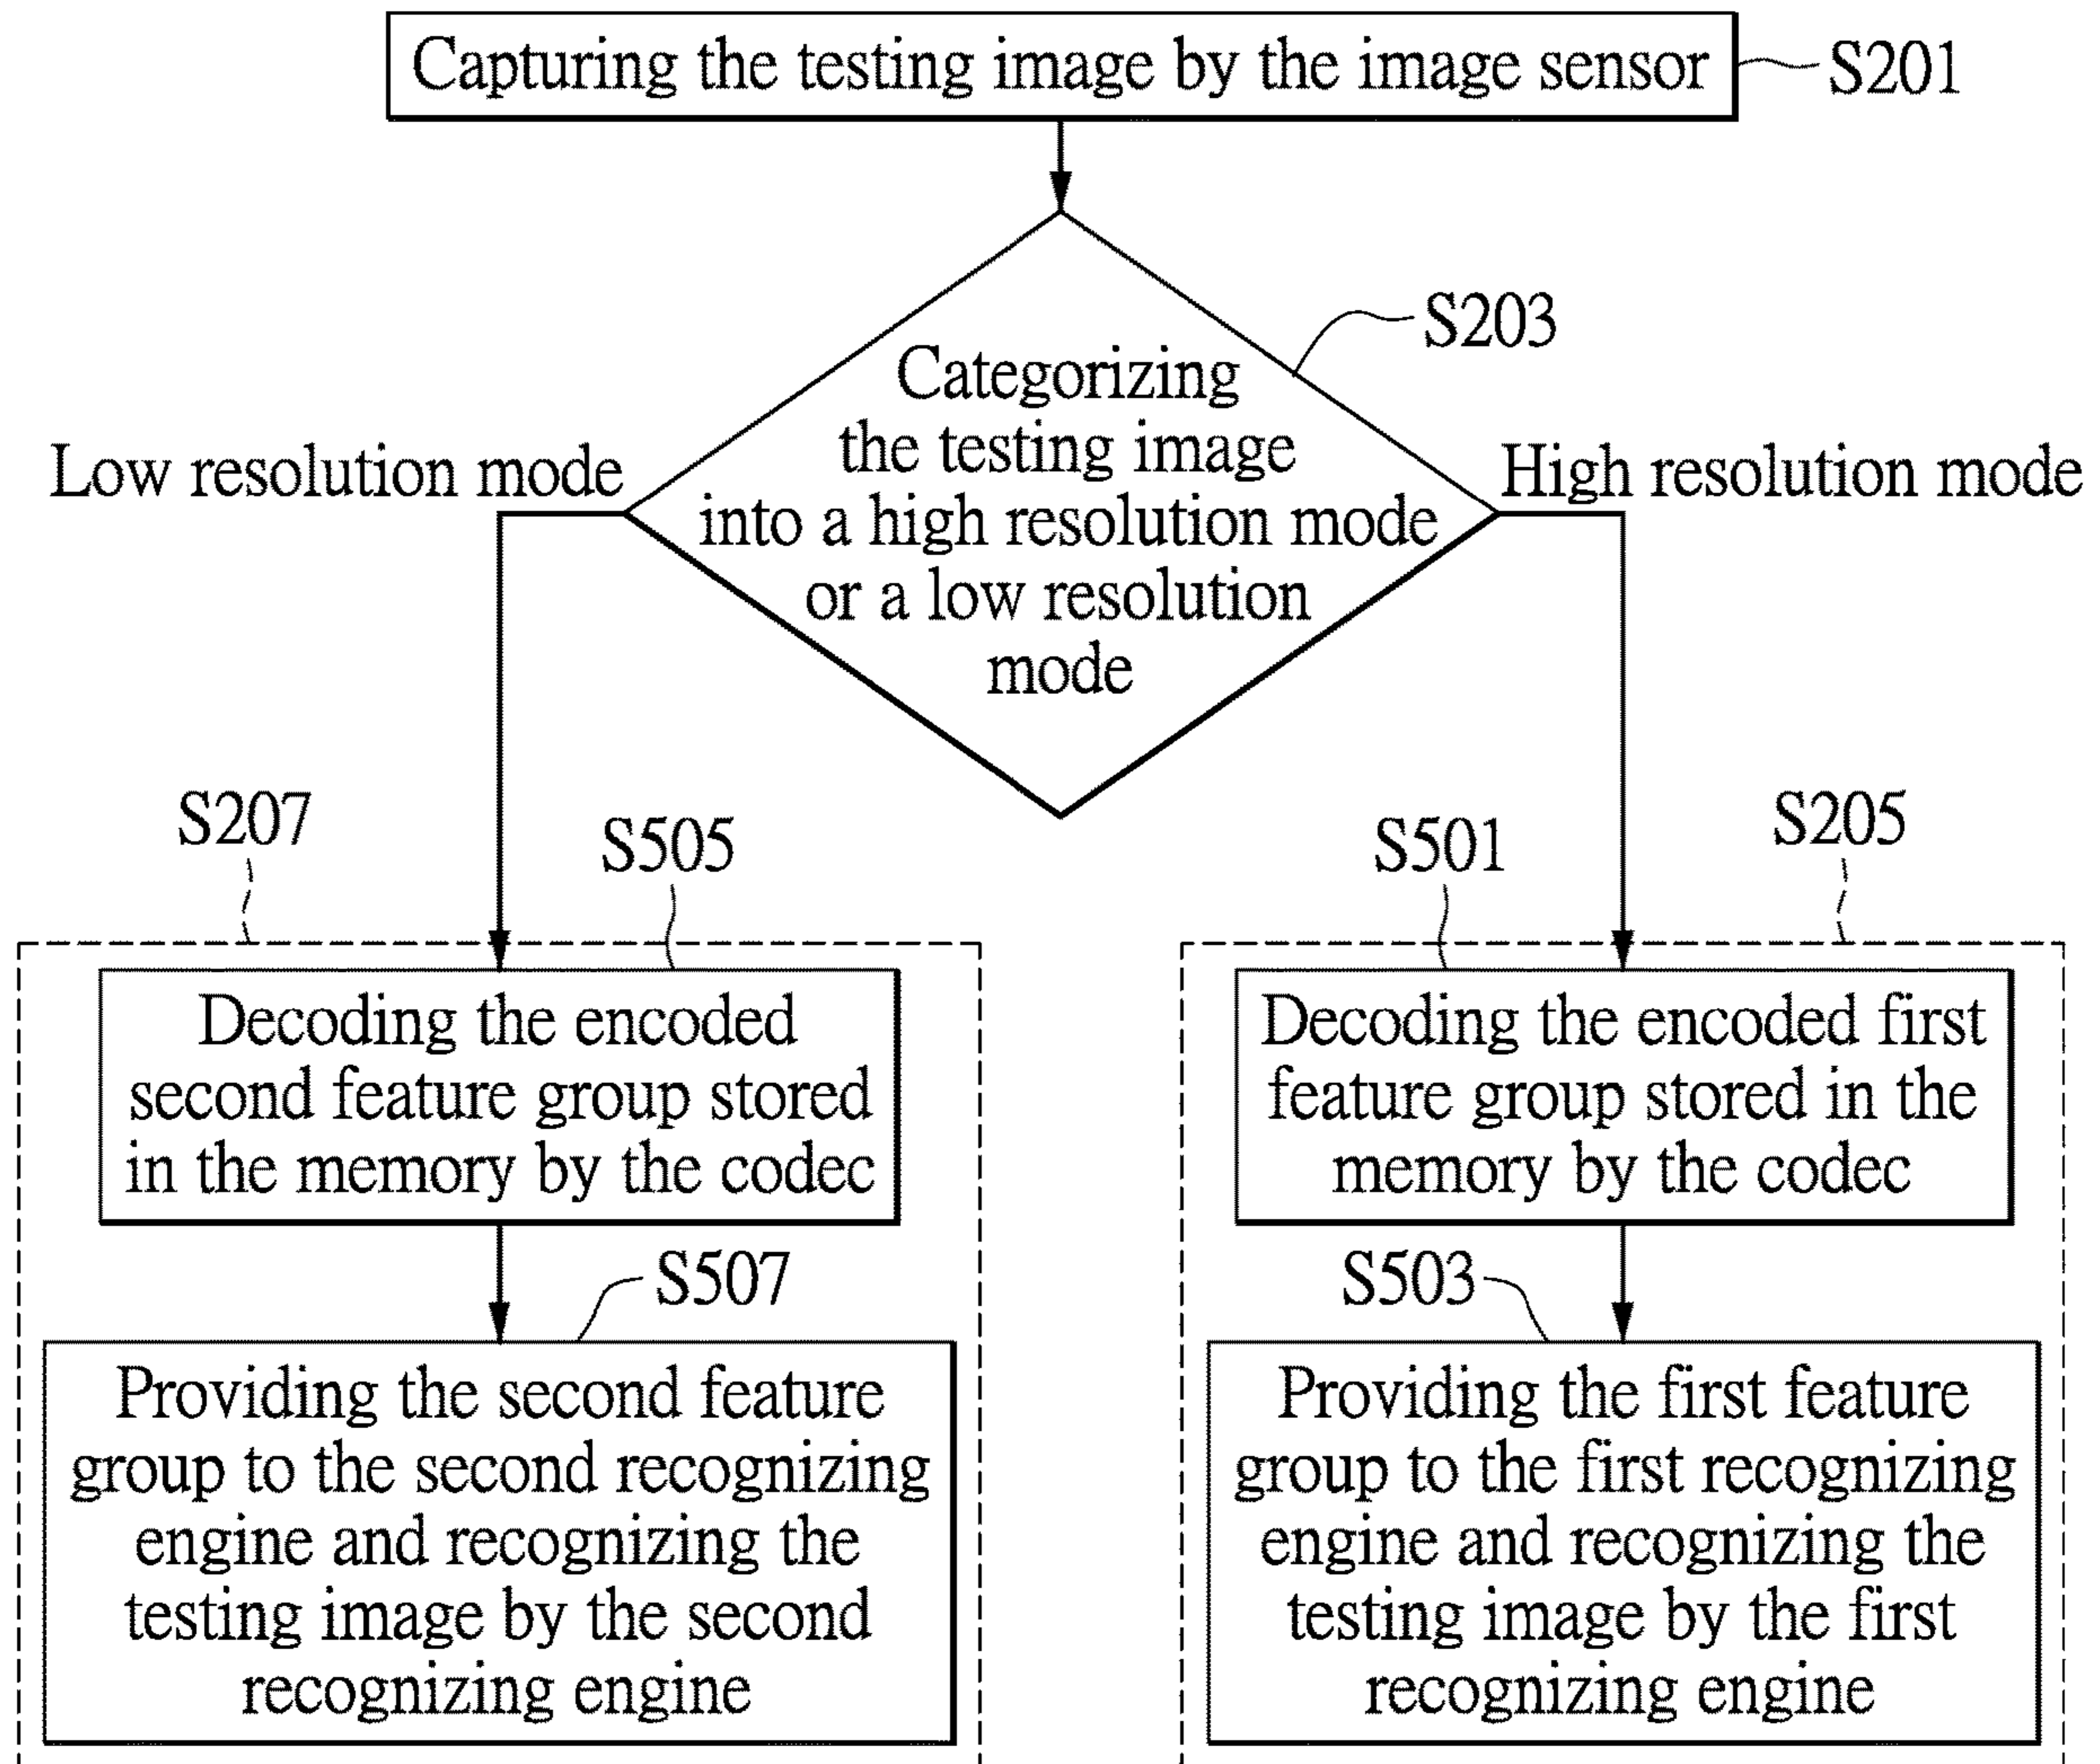 Capturing the testing image by the image sensor
S201
S203
Categorizing
the testing image
into a high resolution mode
or a low resolution
mode
Low resolution mode
High resolution mode
S207
S505
S501
S205
Decoding the encoded
second feature group stored
in the memory by the codec
Decoding the encoded first
feature group stored in the
memory by the codec
S507
S503
Providing the second feature
group to the second recognizing
engine and recognizing the
testing image by the second
recognizing engine
Providing the first feature
group to the first recognizing
engine and recognizing the
testing image by the first
recognizing engine